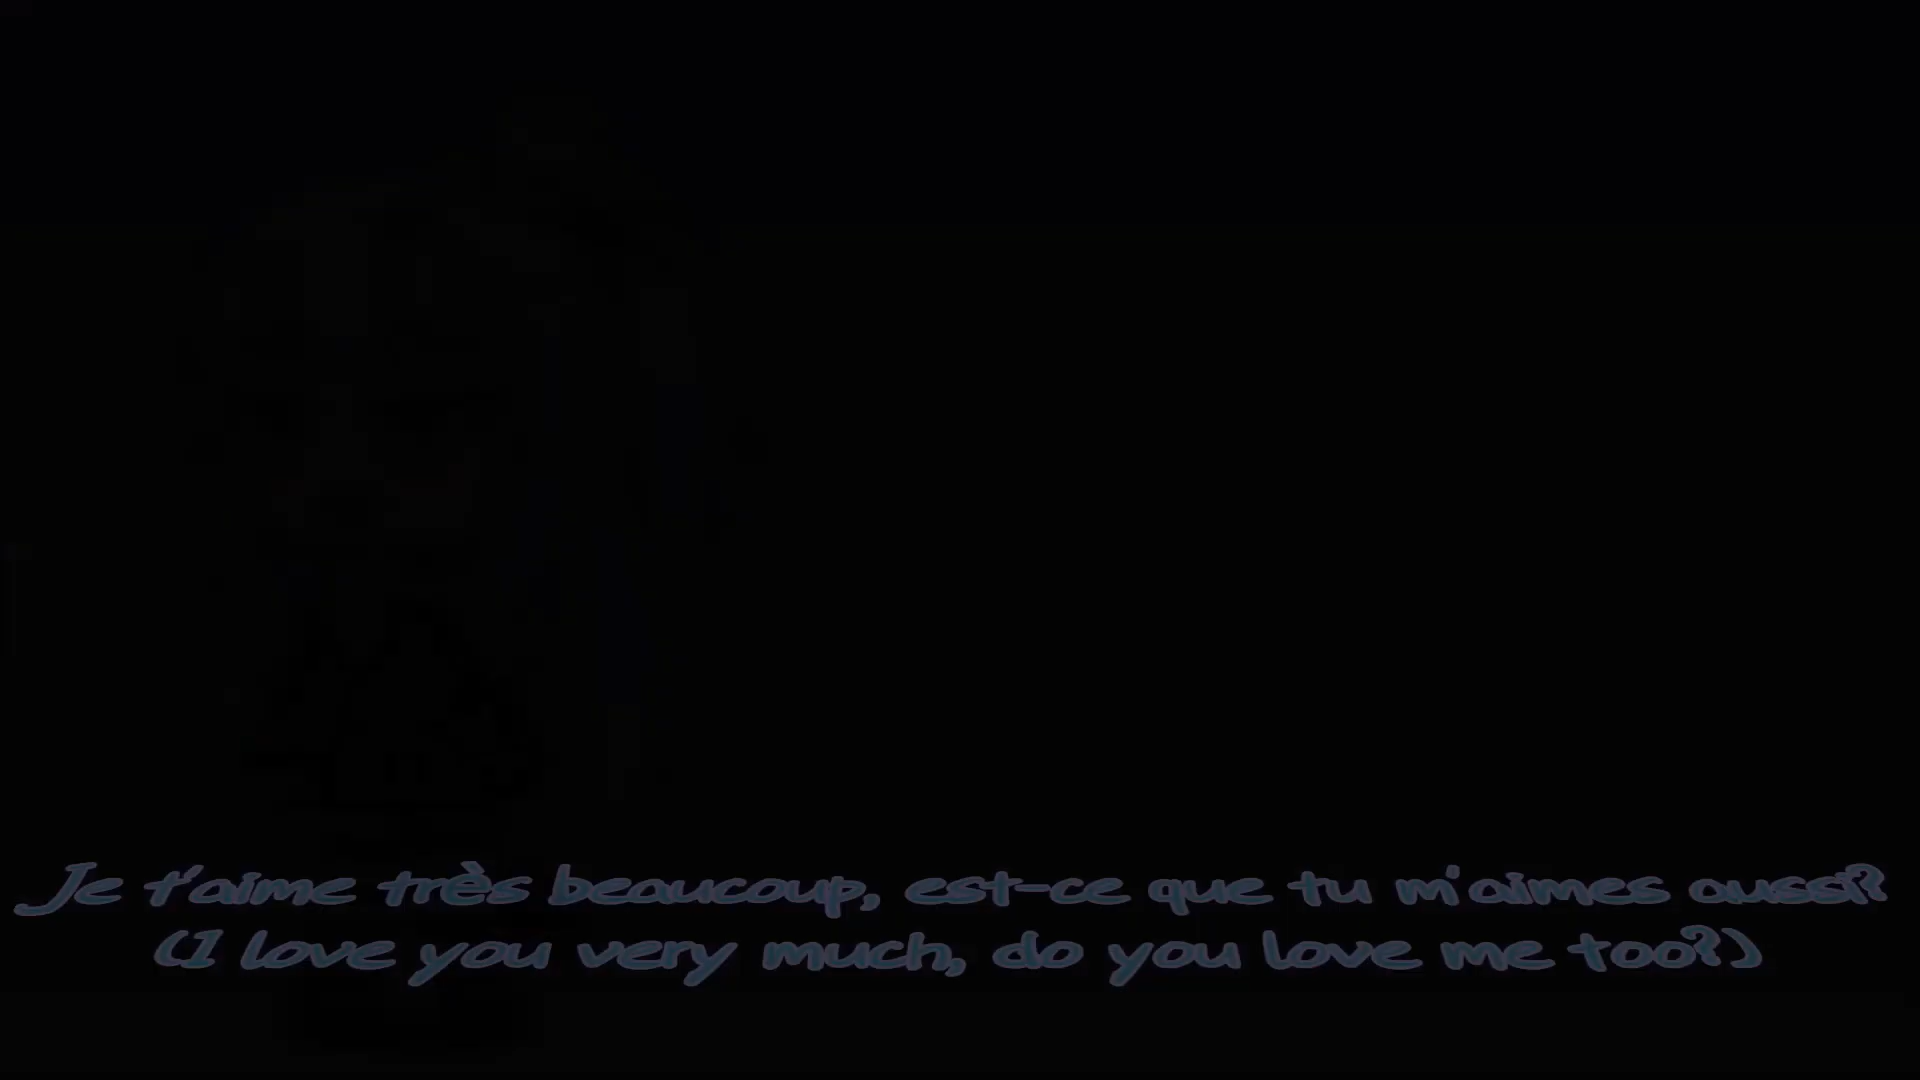 Je t'aime très beaucoup, est-ce que tu m'aimes aussi?
(I love you very much, do you love me too?)